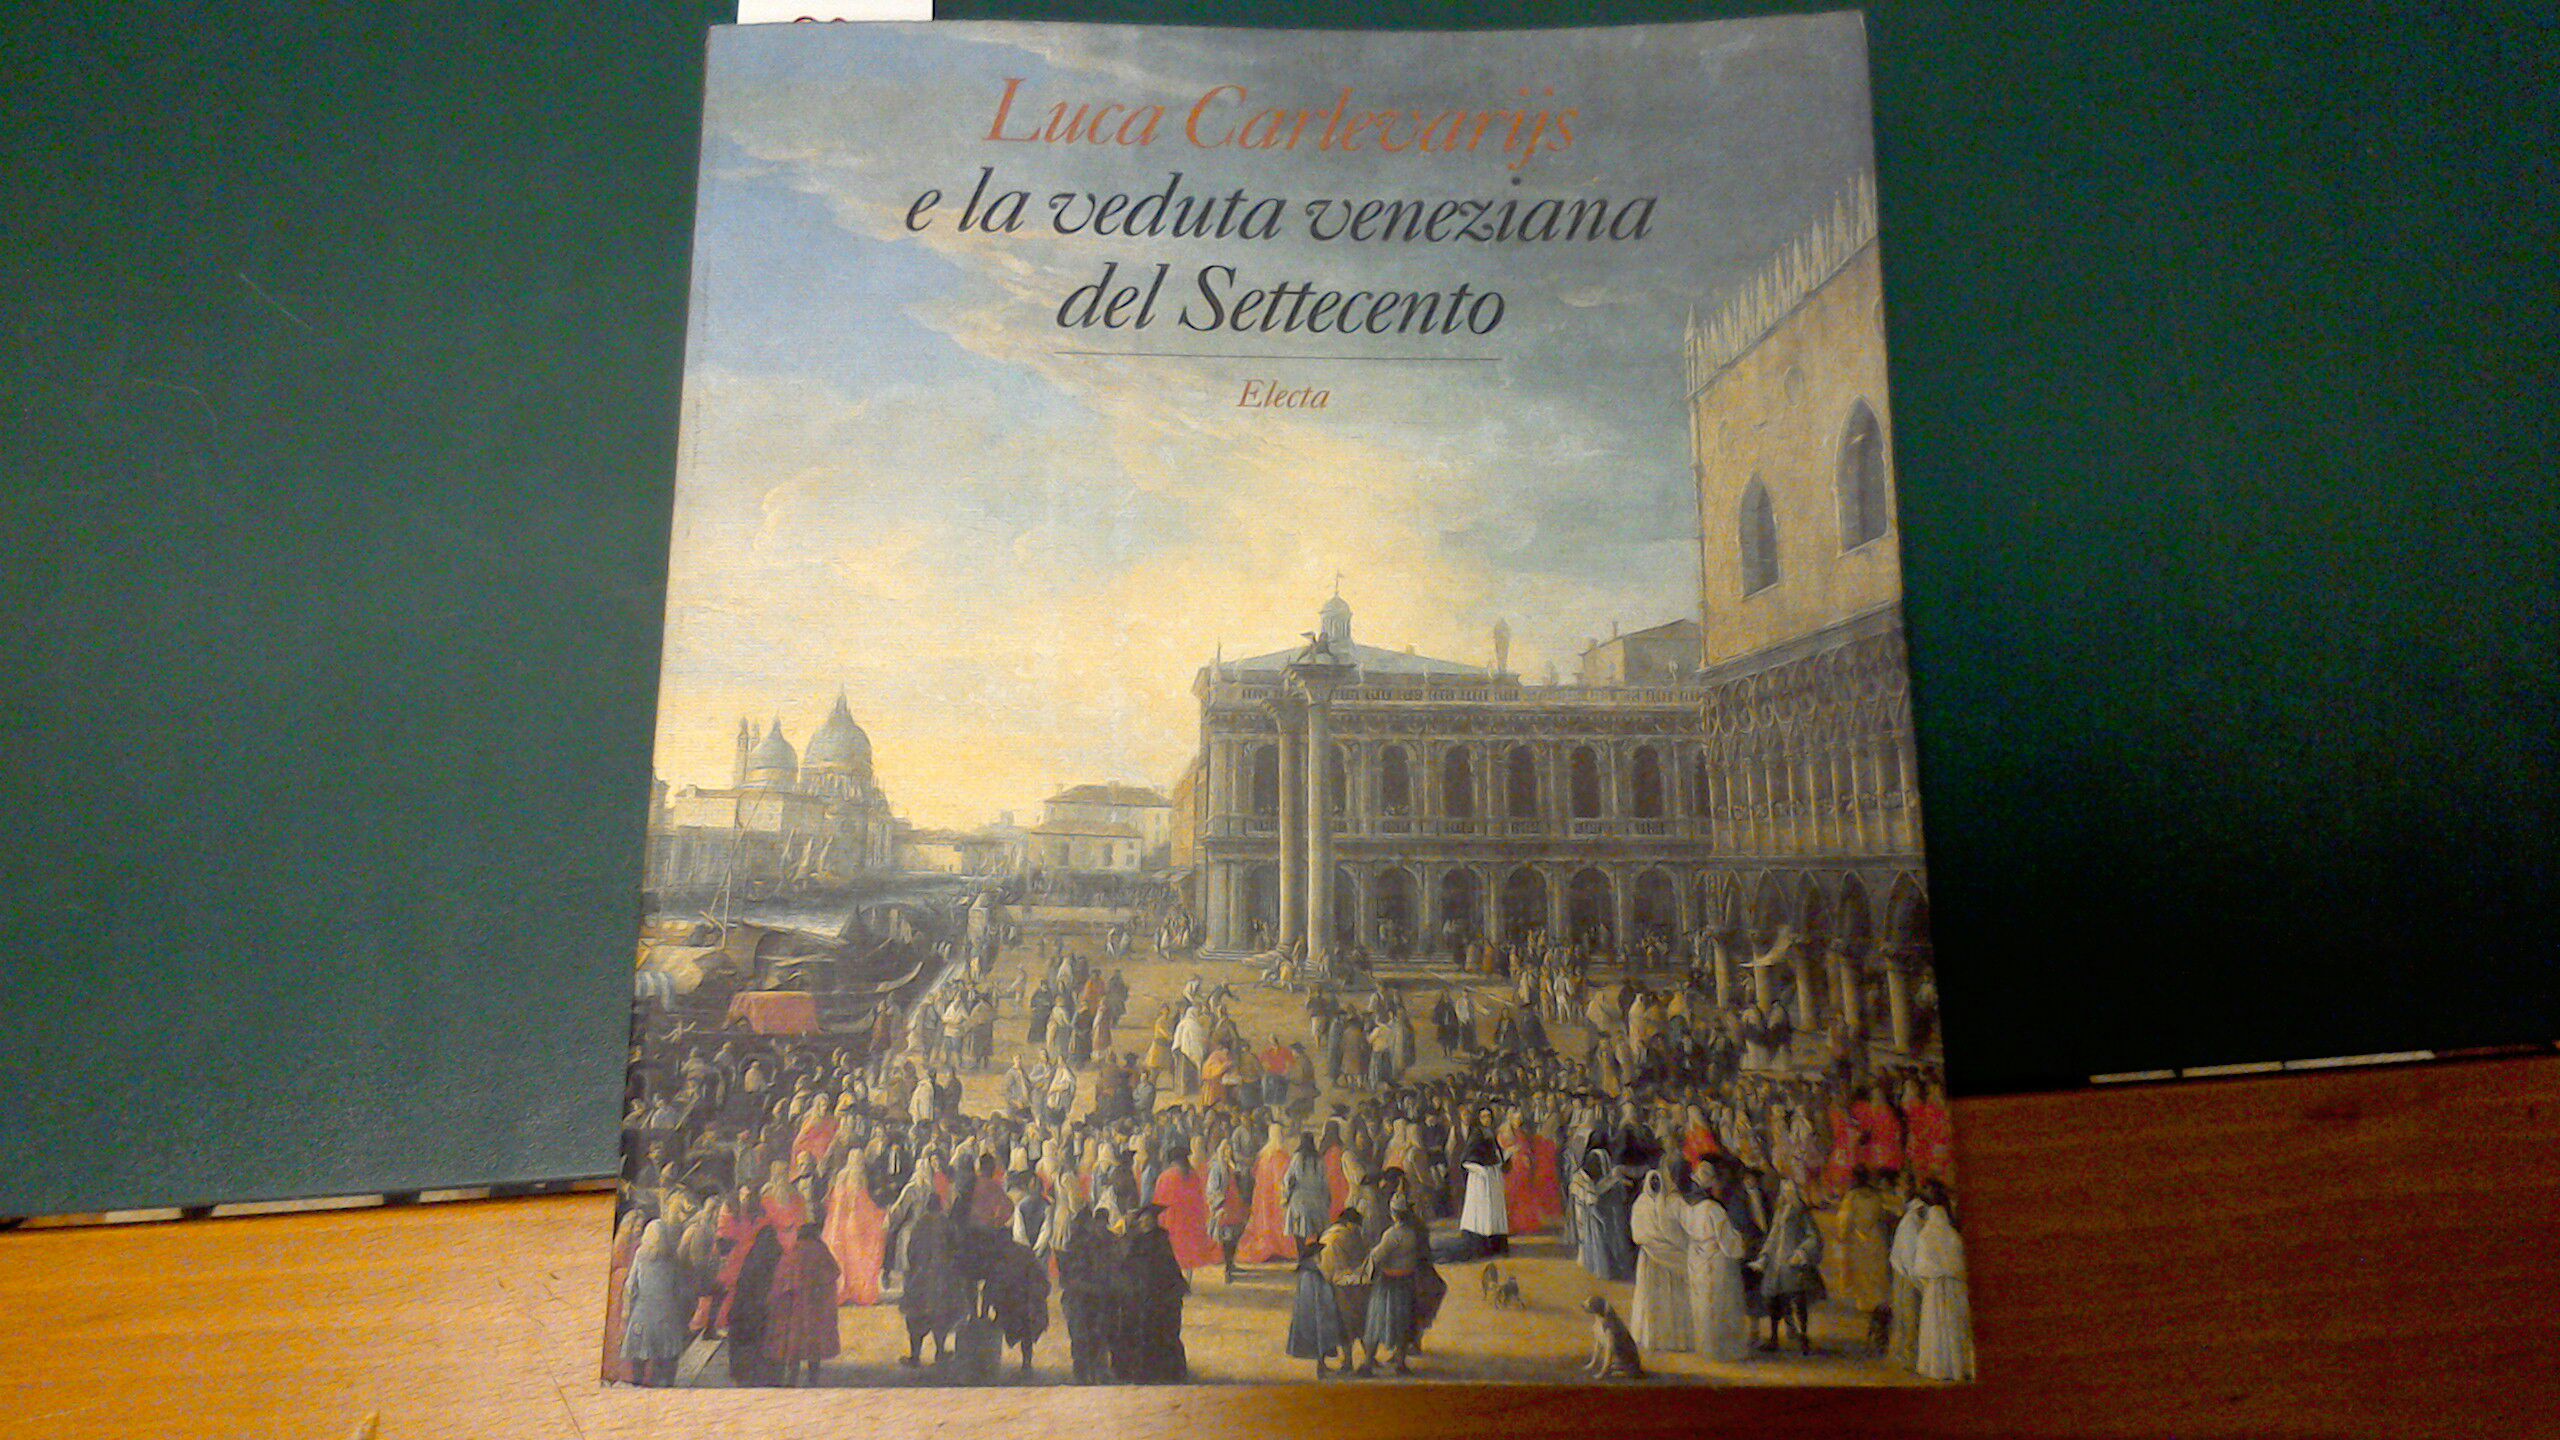 Luca Carlevarijs
e la veduta veneziana
del Settecento
Electa